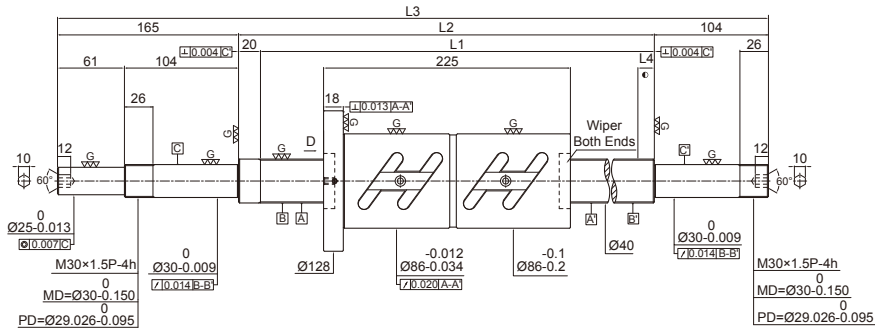 L3
165 L2 104
⊥ 0.004 C' 20 L1 ⊥ 0.004 C
61 104 225 L4 26
26 18 ⊥ 0.013 A-A'
G G G
12 G C G G D G G Wiper C' G 12
Both Ends
10 60° 60° 10
B A A' B'
0
Ø25-0.013
◎ 0.007 C
0
Ø30-0.009
↗ 0.014 B-B'
Ø128
-0.012
Ø86-0.034
↗ 0.020 A-A'
-0.1
Ø86-0.2
Ø40
0
Ø30-0.009
↗ 0.014 B-B'
M30×1.5P-4h
0
MD=Ø30-0.150
0
PD=Ø29.026-0.095
M30×1.5P-4h
0
MD=Ø30-0.150
0
PD=Ø29.026-0.095